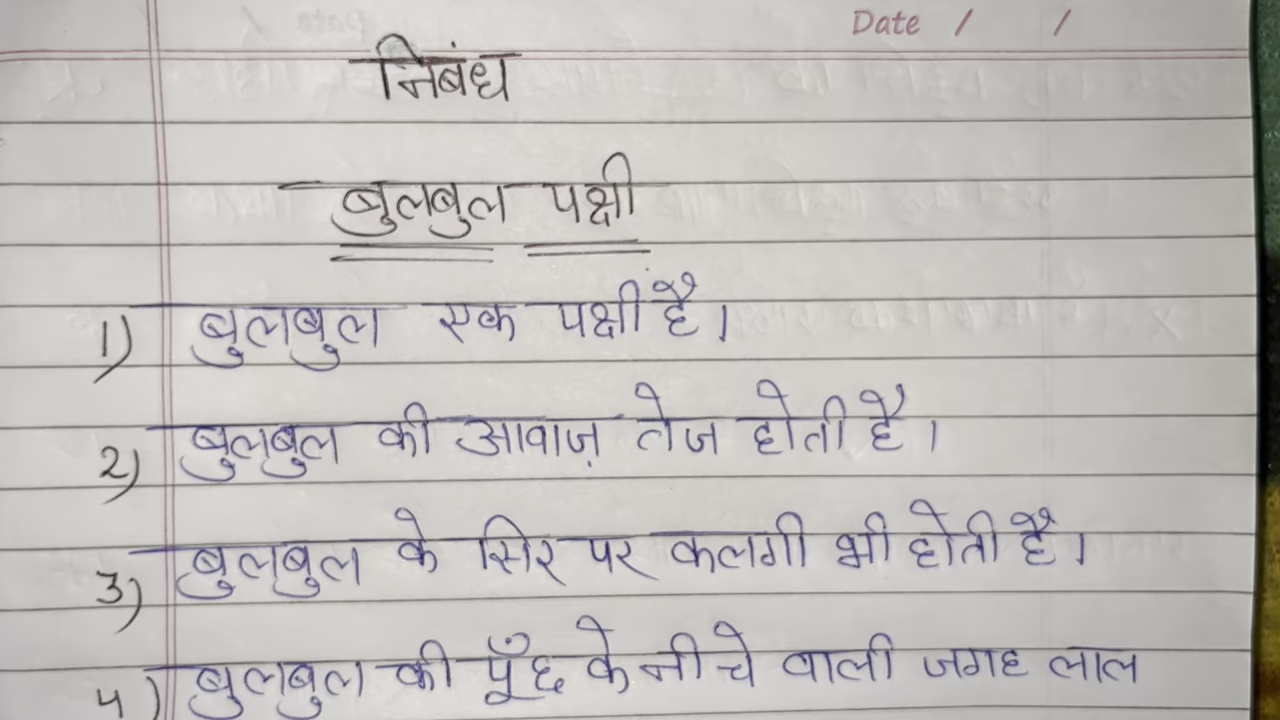 Date / /
निबंध
बुलबुल पक्षी
1) बुलबुल एक पक्षी है।
2) बुलबुल की आवाज़ तेज होती है।
3) बुलबुल के सिर पर कलगी भी होती है।
4) बुलबुल की पूँछ के नीचे वाली जगह लाल